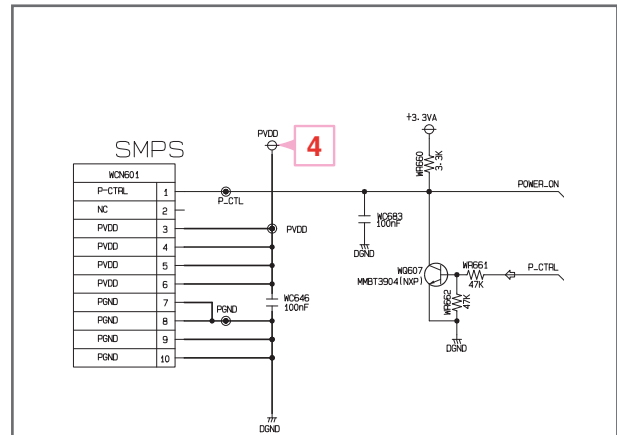 +3.3VA
PVDD
4
SMPS
WR660
3.3K
WCN601
P-CTRL 1
P_CTL
POWER_ON
NC 2
PVDD 3
PVDD
WC683
100nF
PVDD 4
DGND
PVDD 5
WQ607
MMBT3904(NXP)
WR661
47K
P_CTRL
PVDD 6
WR662
47K
PGND 7
PGND
WC646
100nF
PGND 8
PGND 9
DGND
PGND 10
DGND